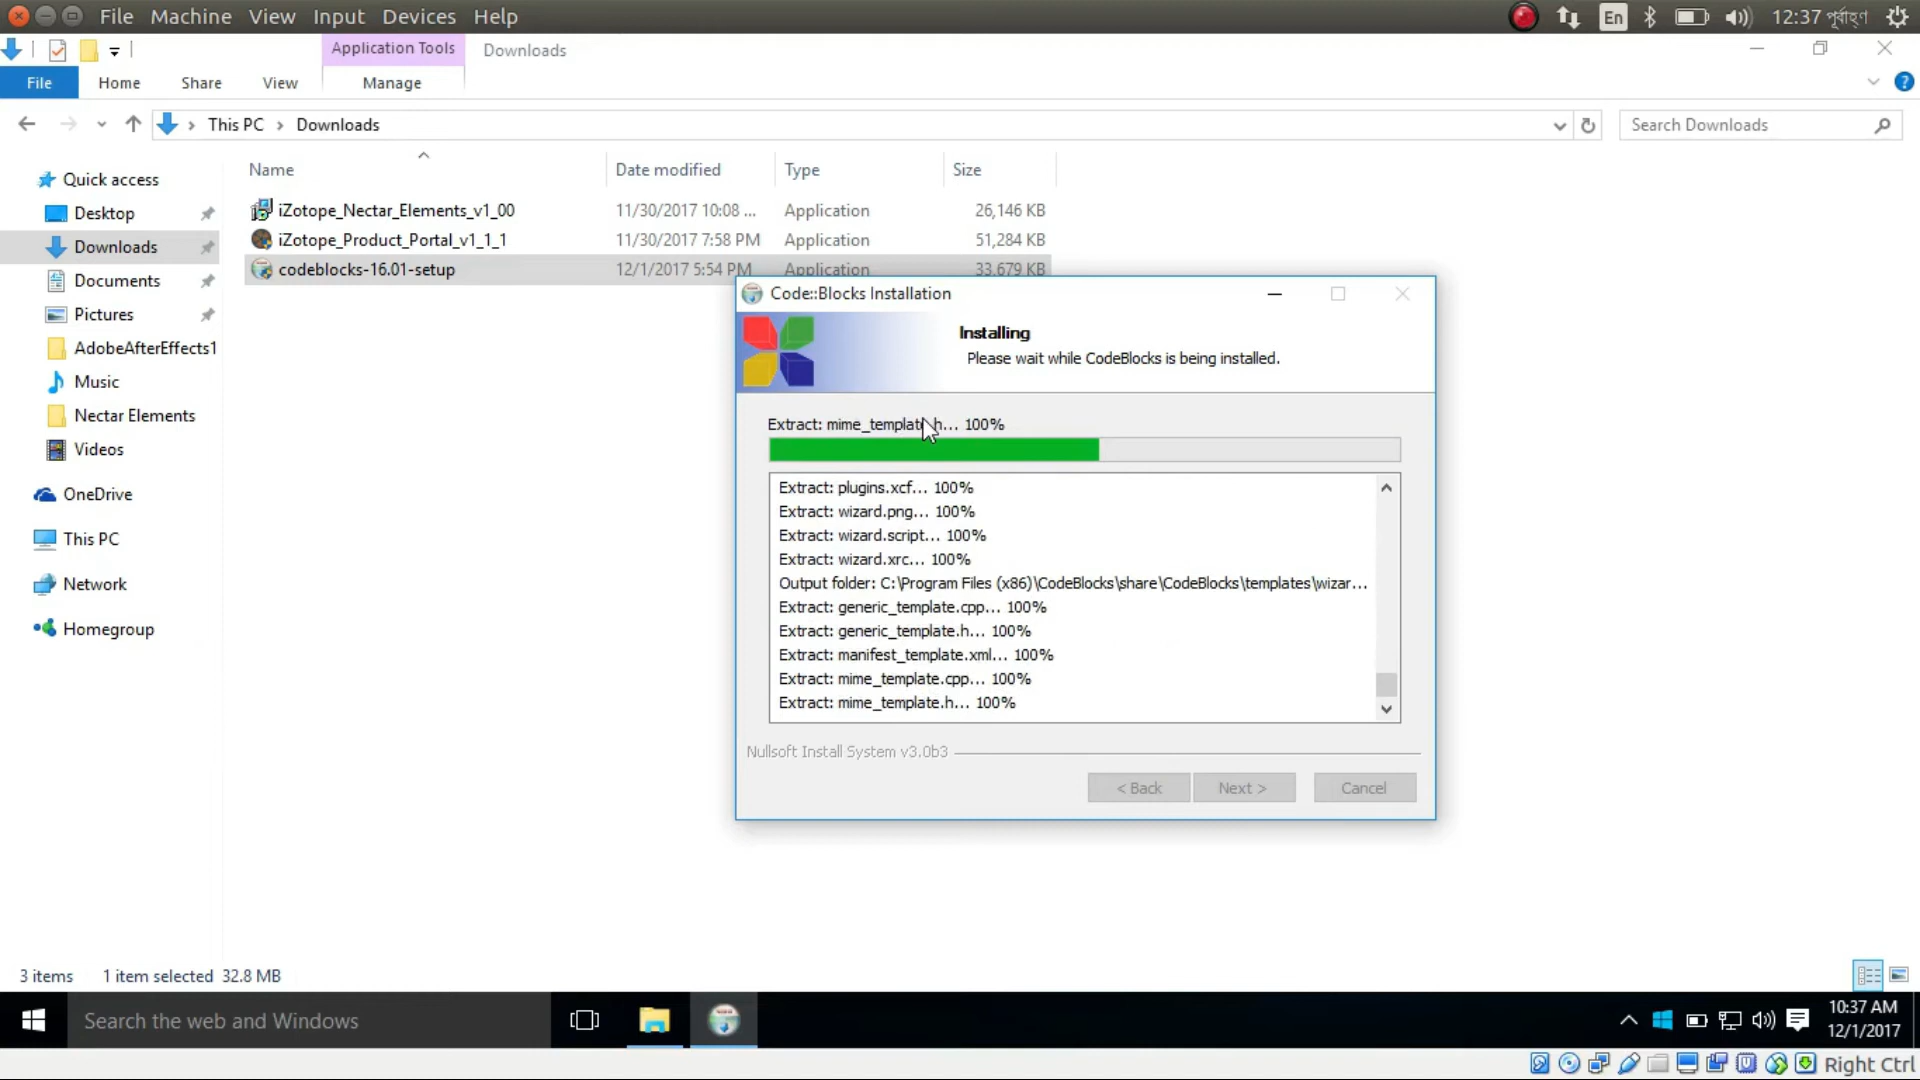 File Machine View Input Devices Help
En 12:37 পূর্বাহ্ণ
Application Tools Downloads
File Home Share View Manage
This PC Downloads Search Downloads
Name Date modified Type Size
Quick access
Desktop
Downloads
Documents
Pictures
AdobeAfterEffects1
Music
Nectar Elements
Videos
OneDrive
This PC
Network
Homegroup
iZotope_Nectar_Elements_v1_00 11/30/2017 10:08 ... Application 26,146 KB
iZotope_Product_Portal_v1_1_1 11/30/2017 7:58 PM Application 51,284 KB
codeblocks-16.01-setup 12/1/2017 5:54 PM Application 33,679 KB
Code::Blocks Installation
Installing
Please wait while CodeBlocks is being installed.
Extract: mime_template.h... 100%
Extract: plugins.xcf... 100%
Extract: wizard.png... 100%
Extract: wizard.script... 100%
Extract: wizard.xrc... 100%
Output folder: C:\Program Files (x86)\CodeBlocks\share\CodeBlocks\templates\wizar...
Extract: generic_template.cpp... 100%
Extract: generic_template.h... 100%
Extract: manifest_template.xml... 100%
Extract: mime_template.cpp... 100%
Extract: mime_template.h... 100%
Nullsoft Install System v3.0b3
< Back Next > Cancel
3 items 1 item selected 32.8 MB
Search the web and Windows
10:37 AM
12/1/2017
Right Ctrl